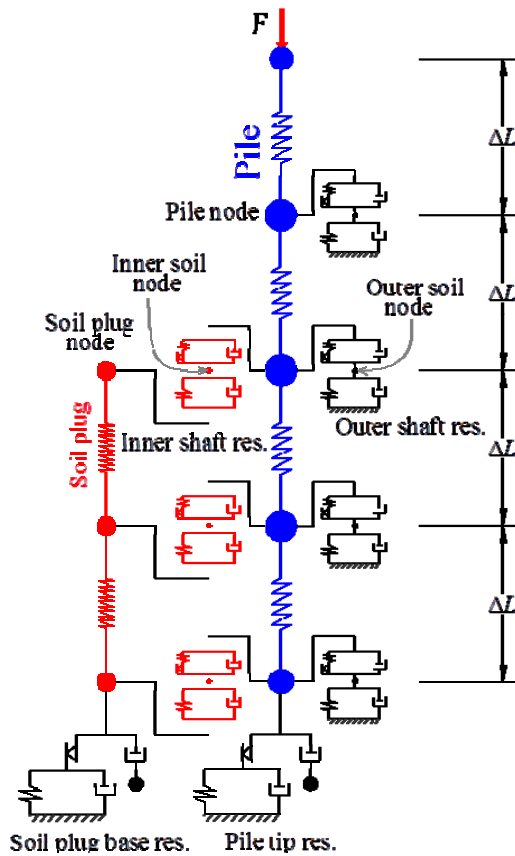 F
Pile
ΔL
Pile node
Inner soil
node
Outer soil
node
ΔL
Soil plug
node
Soil plug
Inner shaft res.
Outer shaft res.
ΔL
ΔL
Soil plug base res.
Pile tip res.